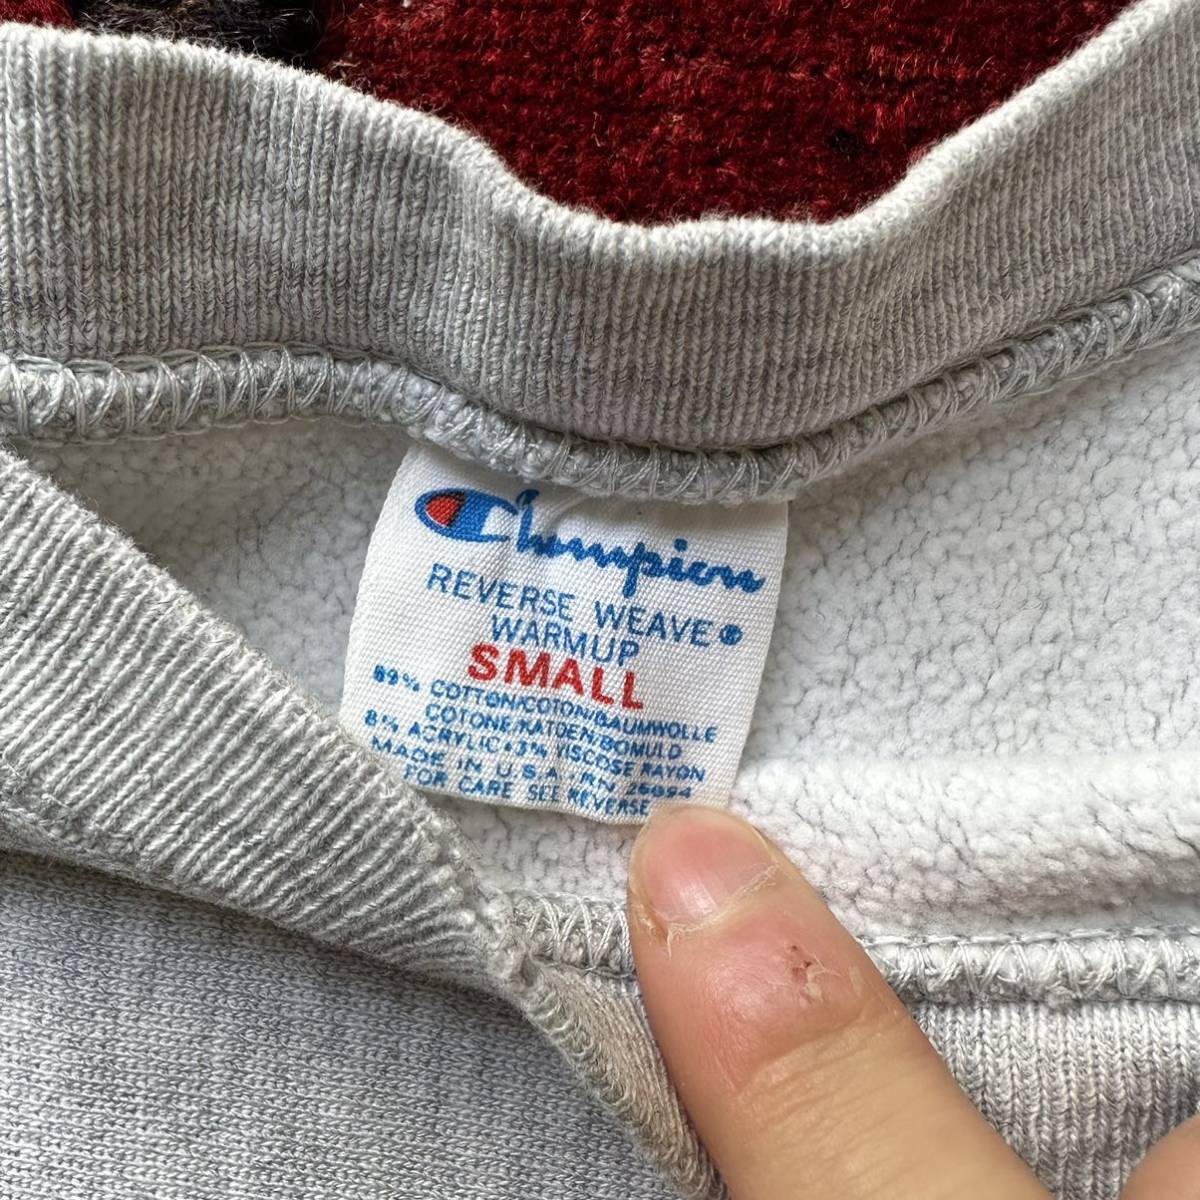 Champion
REVERSE WEAVE®
WARMUP
SMALL
89% COTTON/COTON/BAUMWOLLE
COTONE/KATOEN/BOMULD
8% ACRYLIC•3% VISCOSE RAYON
MADE IN U.S.A.•RN 26094
FOR CARE SEE REVERSE